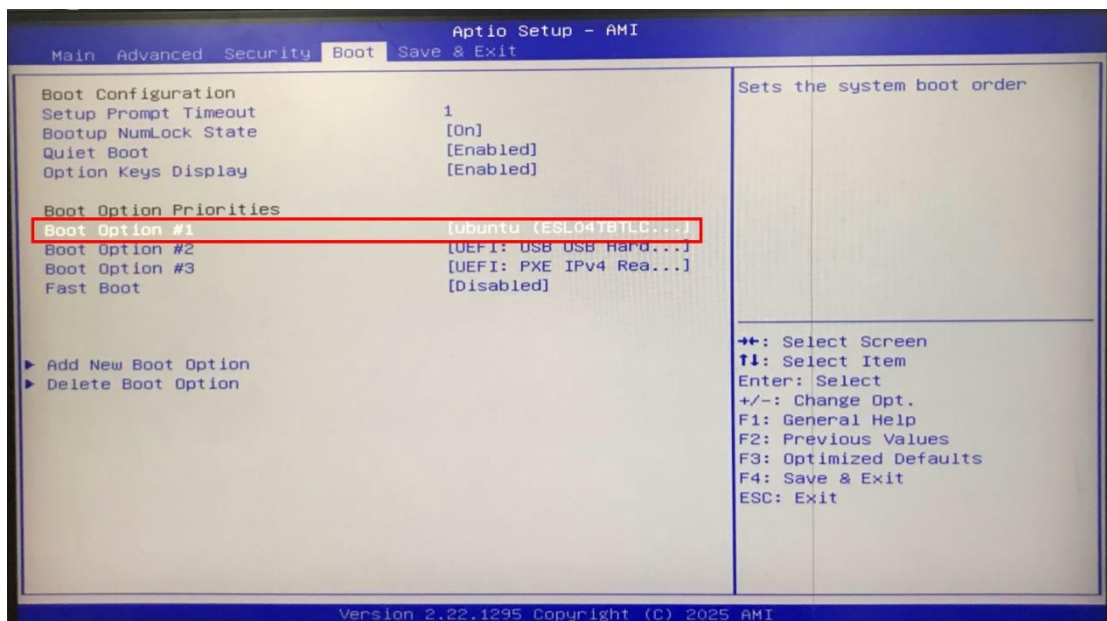 Aptio Setup – AMI
Main Advanced Security Boot Save & Exit
Boot Configuration
Setup Prompt Timeout 1
Bootup NumLock State [On]
Quiet Boot [Enabled]
Option Keys Display [Enabled]
Boot Option Priorities
Boot Option #1 [ubuntu (ESL04TBTLC...]
Boot Option #2 [UEFI: USB USB Hard...]
Boot Option #3 [UEFI: PXE IPv4 Rea...]
Fast Boot [Disabled]
▶ Add New Boot Option
▶ Delete Boot Option
Sets the system boot order
→←: Select Screen
↑↓: Select Item
Enter: Select
+/-: Change Opt.
F1: General Help
F2: Previous Values
F3: Optimized Defaults
F4: Save & Exit
ESC: Exit
Version 2.22.1295 Copyright (C) 2025 AMI